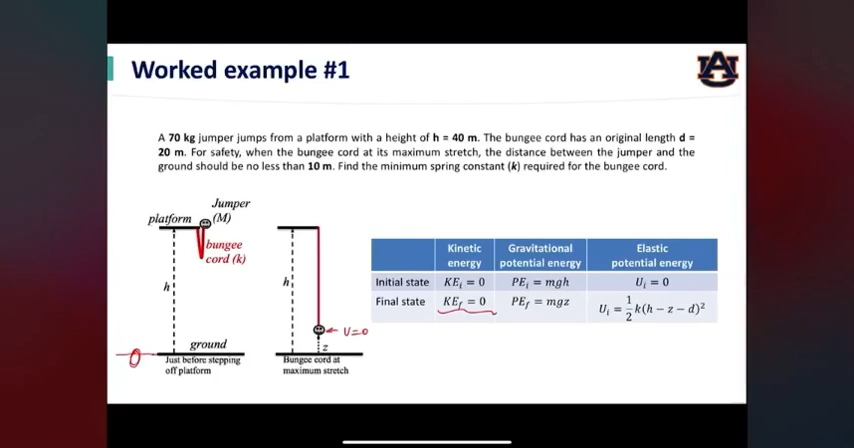 Worked example #1
AU
A 70 kg jumper jumps from a platform with a height of h = 40 m. The bungee cord has an original length d =
20 m. For safety, when the bungee cord at its maximum stretch, the distance between the jumper and the
ground should be no less than 10 m. Find the minimum spring constant (k) required for the bungee cord.
Jumper
platform (M)
bungee
cord (k)
h
h
U=0
z
ground
0
Just before stepping
off platform
Bungee cord at
maximum stretch
Kinetic energy Gravitational potential energy Elastic potential energy
Initial state KEᵢ = 0 PEᵢ = mgh Uᵢ = 0
Final state KE_f = 0 PE_f = mgz Uᵢ = 1/2 k(h − z − d)²